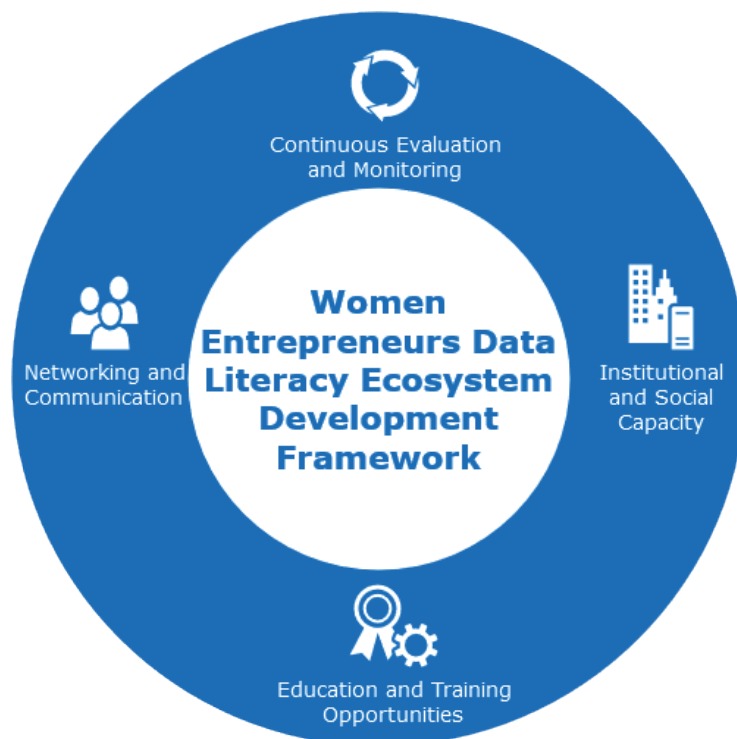 Continuous Evaluation
and Monitoring
Women
Entrepreneurs Data
Literacy Ecosystem
Development
Framework
Networking and
Communication
Institutional
and Social
Capacity
Education and Training
Opportunities